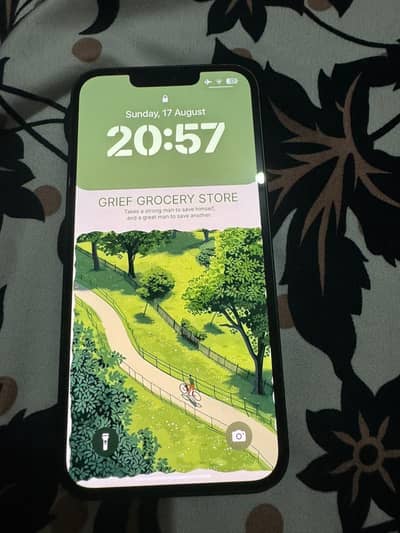 Sunday, 17 August
20:57
GRIEF GROCERY STORE
Takes a strong man to save himself,
and a great man to save another.